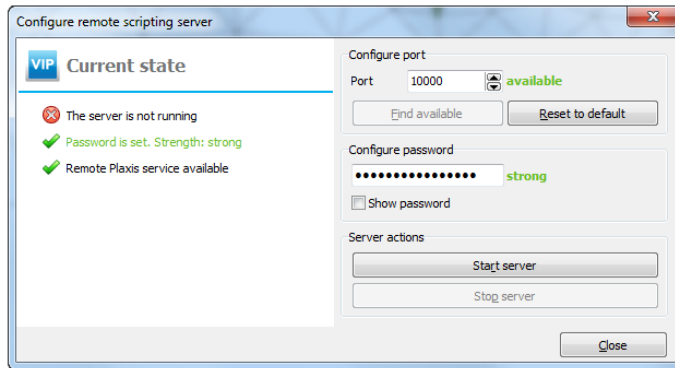 Configure remote scripting server
VIP Current state
The server is not running
Password is set. Strength: strong
Remote Plaxis service available
Configure port
Port 10000 available
Find available Reset to default
Configure password
•••••••••••••••• strong
Show password
Server actions
Start server
Stop server
Close